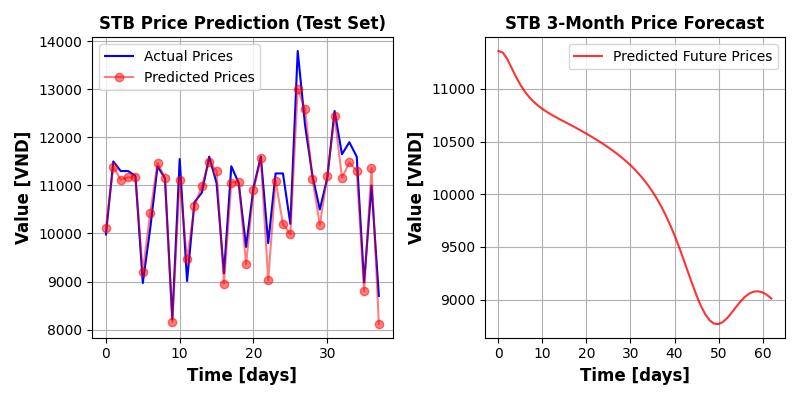 STB Price Prediction (Test Set)
Actual Prices
Predicted Prices
Value [VND]
14000
13000
12000
11000
10000
9000
8000
0
10
20
30
Time [days]
STB 3-Month Price Forecast
Predicted Future Prices
Value [VND]
11000
10500
10000
9500
9000
0
10
20
30
40
50
60
Time [days]